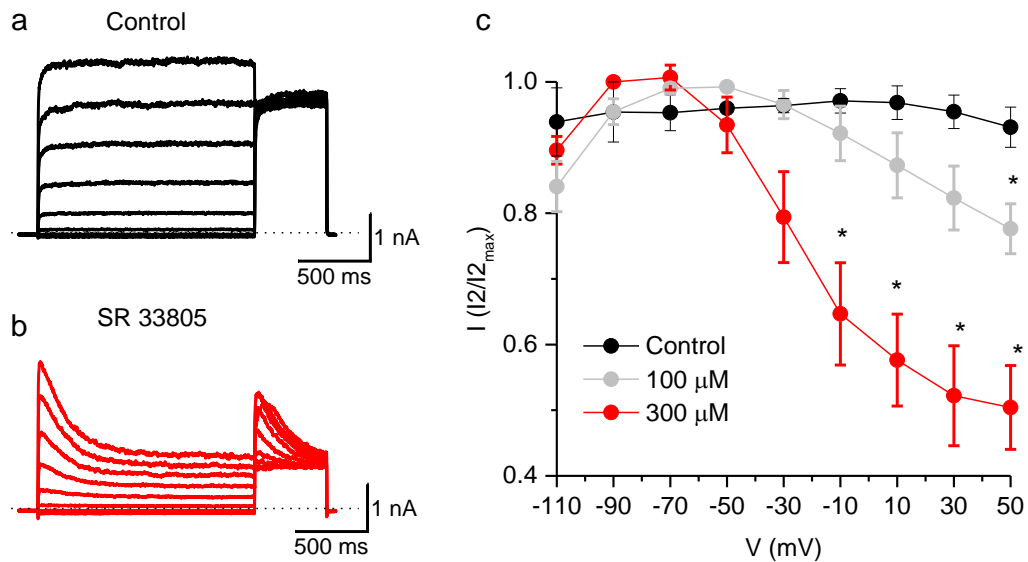 a
Control
1 nA
500 ms
b
SR 33805
1 nA
500 ms
c
I (I2/I2max)
1.0
0.8
0.6
0.4
*
*
*
*
*
Control
100 μM
300 μM
-110 -90 -70 -50 -30 -10 10 30 50
V (mV)